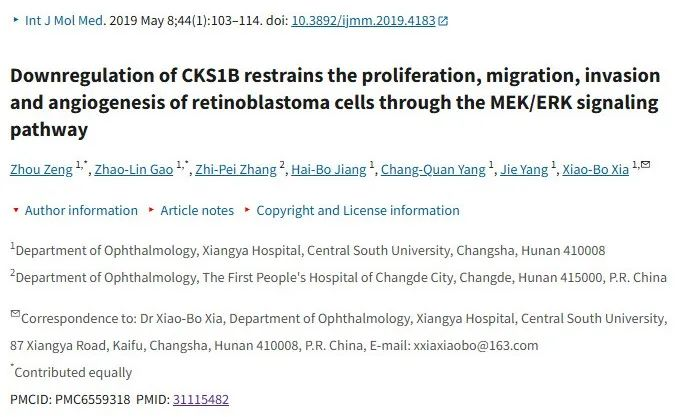 Int J Mol Med. 2019 May 8;44(1):103–114. doi: 10.3892/ijmm.2019.4183
Downregulation of CKS1B restrains the proliferation, migration, invasion
and angiogenesis of retinoblastoma cells through the MEK/ERK signaling
pathway
Zhou Zeng 1,*, Zhao-Lin Gao 1,*, Zhi-Pei Zhang 2, Hai-Bo Jiang 1, Chang-Quan Yang 1, Jie Yang 1, Xiao-Bo Xia 1,✉
Author information Article notes Copyright and License information
1Department of Ophthalmology, Xiangya Hospital, Central South University, Changsha, Hunan 410008
2Department of Ophthalmology, The First People's Hospital of Changde City, Changde, Hunan 415000, P.R. China
✉Correspondence to: Dr Xiao-Bo Xia, Department of Ophthalmology, Xiangya Hospital, Central South University,
87 Xiangya Road, Kaifu, Changsha, Hunan 410008, P.R. China, E-mail: xxiaxiaobo@163.com
*Contributed equally
PMCID: PMC6559318 PMID: 31115482